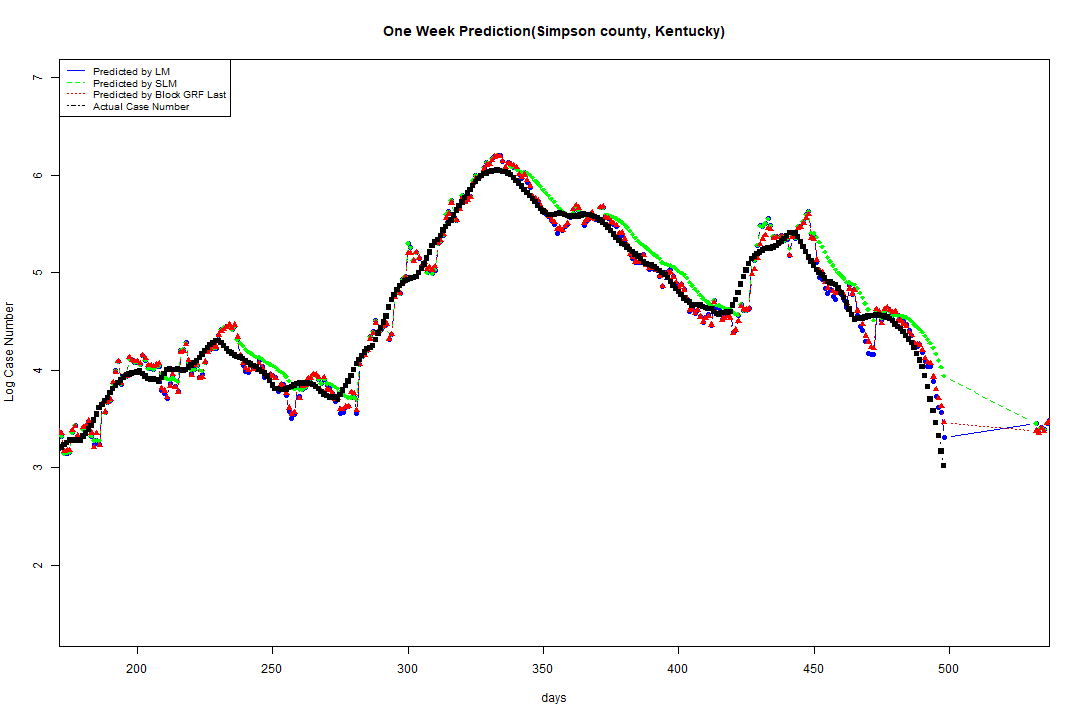 One Week Prediction(Simpson county, Kentucky)
Predicted by LM
Predicted by SLM
Predicted by Block GRF Last
Actual Case Number
Log Case Number
7
6
5
4
3
2
200 250 300 350 400 450 500
days